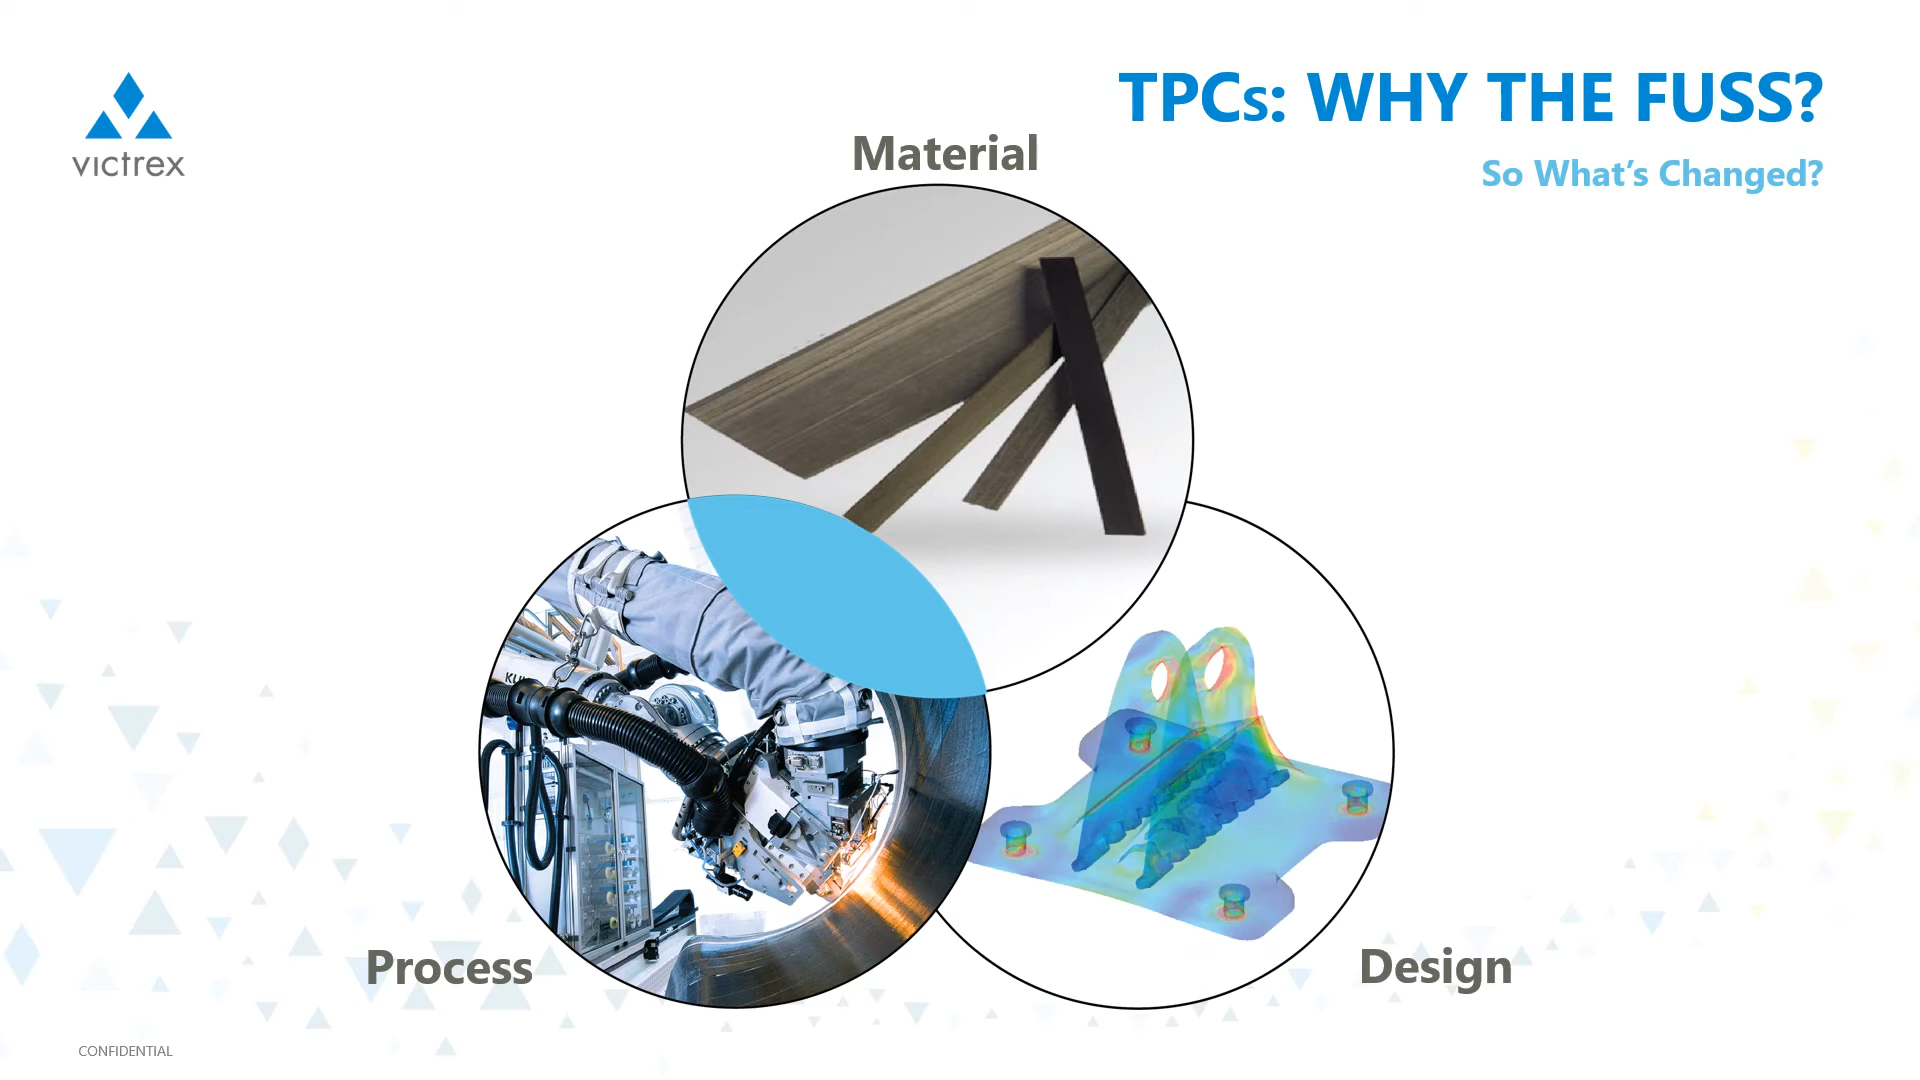 victrex
TPCs: WHY THE FUSS?
So What's Changed?
Material
Process
Design
CONFIDENTIAL